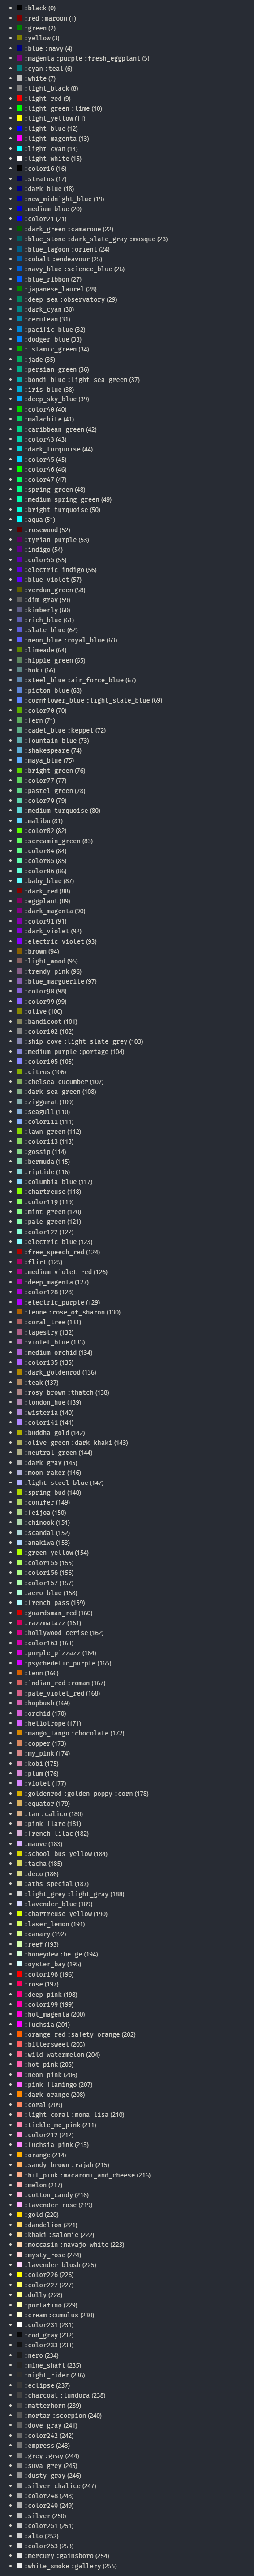 :black (0)
:red :maroon (1)
:green (2)
:yellow (3)
:blue :navy (4)
:magenta :purple :fresh_eggplant (5)
:cyan :teal (6)
:white (7)
:light_black (8)
:light_red (9)
:light_green :lime (10)
:light_yellow (11)
:light_blue (12)
:light_magenta (13)
:light_cyan (14)
:light_white (15)
:color16 (16)
:stratos (17)
:dark_blue (18)
:new_midnight_blue (19)
:medium_blue (20)
:color21 (21)
:dark_green :camarone (22)
:blue_stone :dark_slate_gray :mosque (23)
:blue_lagoon :orient (24)
:cobalt :endeavour (25)
:navy_blue :science_blue (26)
:blue_ribbon (27)
:japanese_laurel (28)
:deep_sea :observatory (29)
:dark_cyan (30)
:cerulean (31)
:pacific_blue (32)
:dodger_blue (33)
:islamic_green (34)
:jade (35)
:persian_green (36)
:bondi_blue :light_sea_green (37)
:iris_blue (38)
:deep_sky_blue (39)
:color40 (40)
:malachite (41)
:caribbean_green (42)
:color43 (43)
:dark_turquoise (44)
:color45 (45)
:color46 (46)
:color47 (47)
:spring_green (48)
:medium_spring_green (49)
:bright_turquoise (50)
:aqua (51)
:rosewood (52)
:tyrian_purple (53)
:indigo (54)
:color55 (55)
:electric_indigo (56)
:blue_violet (57)
:verdun_green (58)
:dim_gray (59)
:kimberly (60)
:rich_blue (61)
:slate_blue (62)
:neon_blue :royal_blue (63)
:limeade (64)
:hippie_green (65)
:hoki (66)
:steel_blue :air_force_blue (67)
:picton_blue (68)
:cornflower_blue :light_slate_blue (69)
:color70 (70)
:fern (71)
:cadet_blue :keppel (72)
:fountain_blue (73)
:shakespeare (74)
:maya_blue (75)
:bright_green (76)
:color77 (77)
:pastel_green (78)
:color79 (79)
:medium_turquoise (80)
:malibu (81)
:color82 (82)
:screamin_green (83)
:color84 (84)
:color85 (85)
:color86 (86)
:baby_blue (87)
:dark_red (88)
:eggplant (89)
:dark_magenta (90)
:color91 (91)
:dark_violet (92)
:electric_violet (93)
:brown (94)
:light_wood (95)
:trendy_pink (96)
:blue_marguerite (97)
:color98 (98)
:color99 (99)
:olive (100)
:bandicoot (101)
:color102 (102)
:ship_cove :light_slate_grey (103)
:medium_purple :portage (104)
:color105 (105)
:citrus (106)
:chelsea_cucumber (107)
:dark_sea_green (108)
:ziggurat (109)
:seagull (110)
:color111 (111)
:lawn_green (112)
:color113 (113)
:gossip (114)
:bermuda (115)
:riptide (116)
:columbia_blue (117)
:chartreuse (118)
:color119 (119)
:mint_green (120)
:pale_green (121)
:color122 (122)
:electric_blue (123)
:free_speech_red (124)
:flirt (125)
:medium_violet_red (126)
:deep_magenta (127)
:color128 (128)
:electric_purple (129)
:tenne :rose_of_sharon (130)
:coral_tree (131)
:tapestry (132)
:violet_blue (133)
:medium_orchid (134)
:color135 (135)
:dark_goldenrod (136)
:teak (137)
:rosy_brown :thatch (138)
:london_hue (139)
:wisteria (140)
:color141 (141)
:buddha_gold (142)
:olive_green :dark_khaki (143)
:neutral_green (144)
:dark_gray (145)
:moon_raker (146)
:light_steel_blue (147)
:spring_bud (148)
:conifer (149)
:feijoa (150)
:chinook (151)
:scandal (152)
:anakiwa (153)
:green_yellow (154)
:color155 (155)
:color156 (156)
:color157 (157)
:aero_blue (158)
:french_pass (159)
:guardsman_red (160)
:razzmatazz (161)
:hollywood_cerise (162)
:color163 (163)
:purple_pizzazz (164)
:psychedelic_purple (165)
:tenn (166)
:indian_red :roman (167)
:pale_violet_red (168)
:hopbush (169)
:orchid (170)
:heliotrope (171)
:mango_tango :chocolate (172)
:copper (173)
:my_pink (174)
:kobi (175)
:plum (176)
:violet (177)
:goldenrod :golden_poppy :corn (178)
:equator (179)
:tan :calico (180)
:pink_flare (181)
:french_lilac (182)
:mauve (183)
:school_bus_yellow (184)
:tacha (185)
:deco (186)
:aths_special (187)
:light_grey :light_gray (188)
:lavender_blue (189)
:chartreuse_yellow (190)
:laser_lemon (191)
:canary (192)
:reef (193)
:honeydew :beige (194)
:oyster_bay (195)
:color196 (196)
:rose (197)
:deep_pink (198)
:color199 (199)
:hot_magenta (200)
:fuchsia (201)
:orange_red :safety_orange (202)
:bittersweet (203)
:wild_watermelon (204)
:hot_pink (205)
:neon_pink (206)
:pink_flamingo (207)
:dark_orange (208)
:coral (209)
:light_coral :mona_lisa (210)
:tickle_me_pink (211)
:color212 (212)
:fuchsia_pink (213)
:orange (214)
:sandy_brown :rajah (215)
:hit_pink :macaroni_and_cheese (216)
:melon (217)
:cotton_candy (218)
:lavender_rose (219)
:gold (220)
:dandelion (221)
:khaki :salomie (222)
:moccasin :navajo_white (223)
:mysty_rose (224)
:lavender_blush (225)
:color226 (226)
:color227 (227)
:dolly (228)
:portafino (229)
:cream :cumulus (230)
:color231 (231)
:cod_gray (232)
:color233 (233)
:nero (234)
:mine_shaft (235)
:night_rider (236)
:eclipse (237)
:charcoal :tundora (238)
:matterhorn (239)
:mortar :scorpion (240)
:dove_gray (241)
:color242 (242)
:empress (243)
:grey :gray (244)
:suva_grey (245)
:dusty_gray (246)
:silver_chalice (247)
:color248 (248)
:color249 (249)
:silver (250)
:color251 (251)
:alto (252)
:color253 (253)
:mercury :gainsboro (254)
:white_smoke :gallery (255)